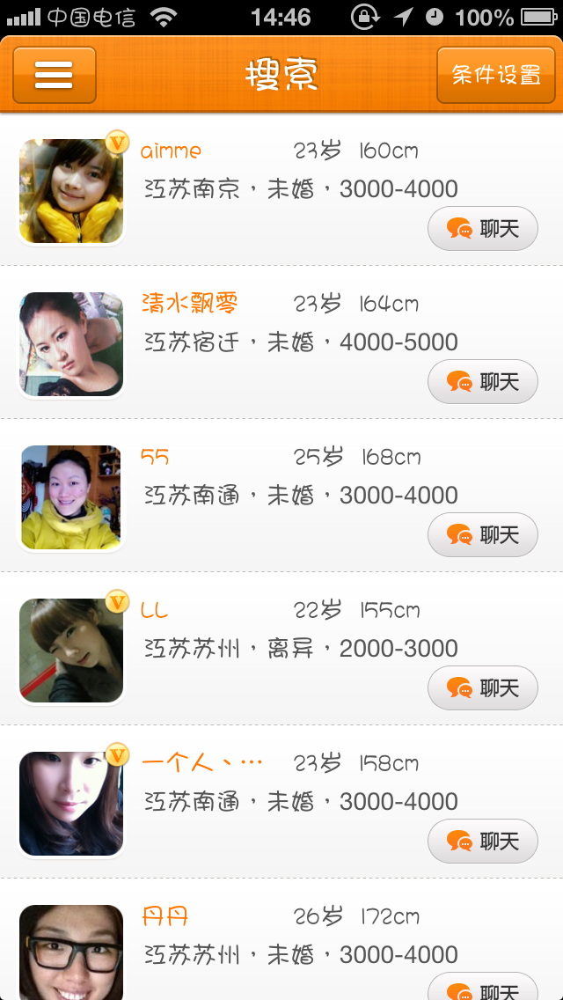 中国电信 14:46 100%
搜索 条件设置
V aimme 23岁 160cm
江苏南京，未婚，3000-4000
聊天
清水飘零 23岁 164cm
江苏宿迁，未婚，4000-5000
聊天
55 25岁 168cm
江苏南通，未婚，3000-4000
聊天
V LL 22岁 155cm
江苏苏州，离异，2000-3000
聊天
V 一个人、… 23岁 158cm
江苏南通，未婚，3000-4000
聊天
丹丹 26岁 172cm
江苏苏州，未婚，3000-4000
聊天